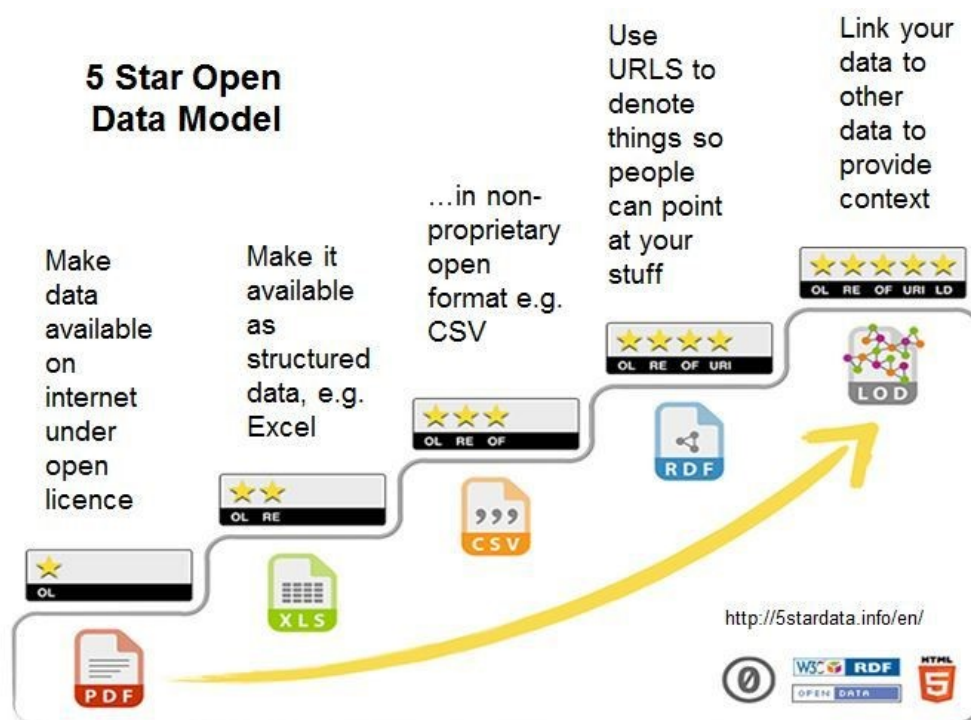 5 Star Open
Data Model
Make
data
available
on
internet
under
open
licence
OL
PDF
Make it
available
as
structured
data, e.g.
Excel
OL RE
XLS
...in non-
proprietary
open
format e.g.
CSV
OL RE OF
,,,
CSV
Use
URLS to
denote
things so
people
can point
at your
stuff
OL RE OF URI
RDF
Link your
data to
other
data to
provide
context
OL RE OF URI LD
LOD
http://5stardata.info/en/
0
W3C RDF
OPEN DATA
HTML
5